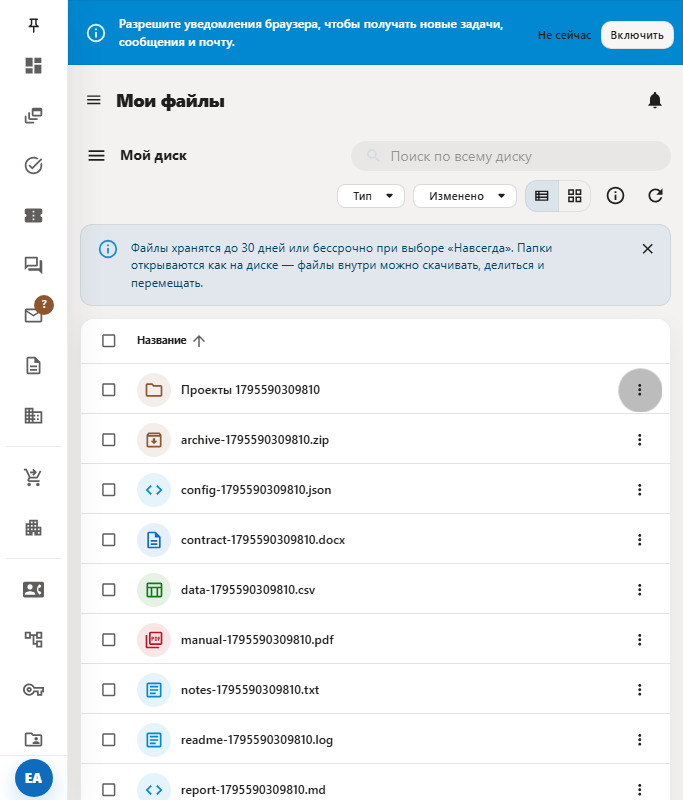 Разрешите уведомления браузера, чтобы получать новые задачи,
сообщения и почту.
Не сейчас
Включить
Мои файлы
Мой диск
Поиск по всему диску
Тип
Изменено
Файлы хранятся до 30 дней или бессрочно при выборе «Навсегда». Папки
открываются как на диске — файлы внутри можно скачивать, делиться и
перемещать.
Название
Проекты 1795590309810
archive-1795590309810.zip
config-1795590309810.json
contract-1795590309810.docx
data-1795590309810.csv
PDF
manual-1795590309810.pdf
notes-1795590309810.txt
readme-1795590309810.log
report-1795590309810.md
?
EA